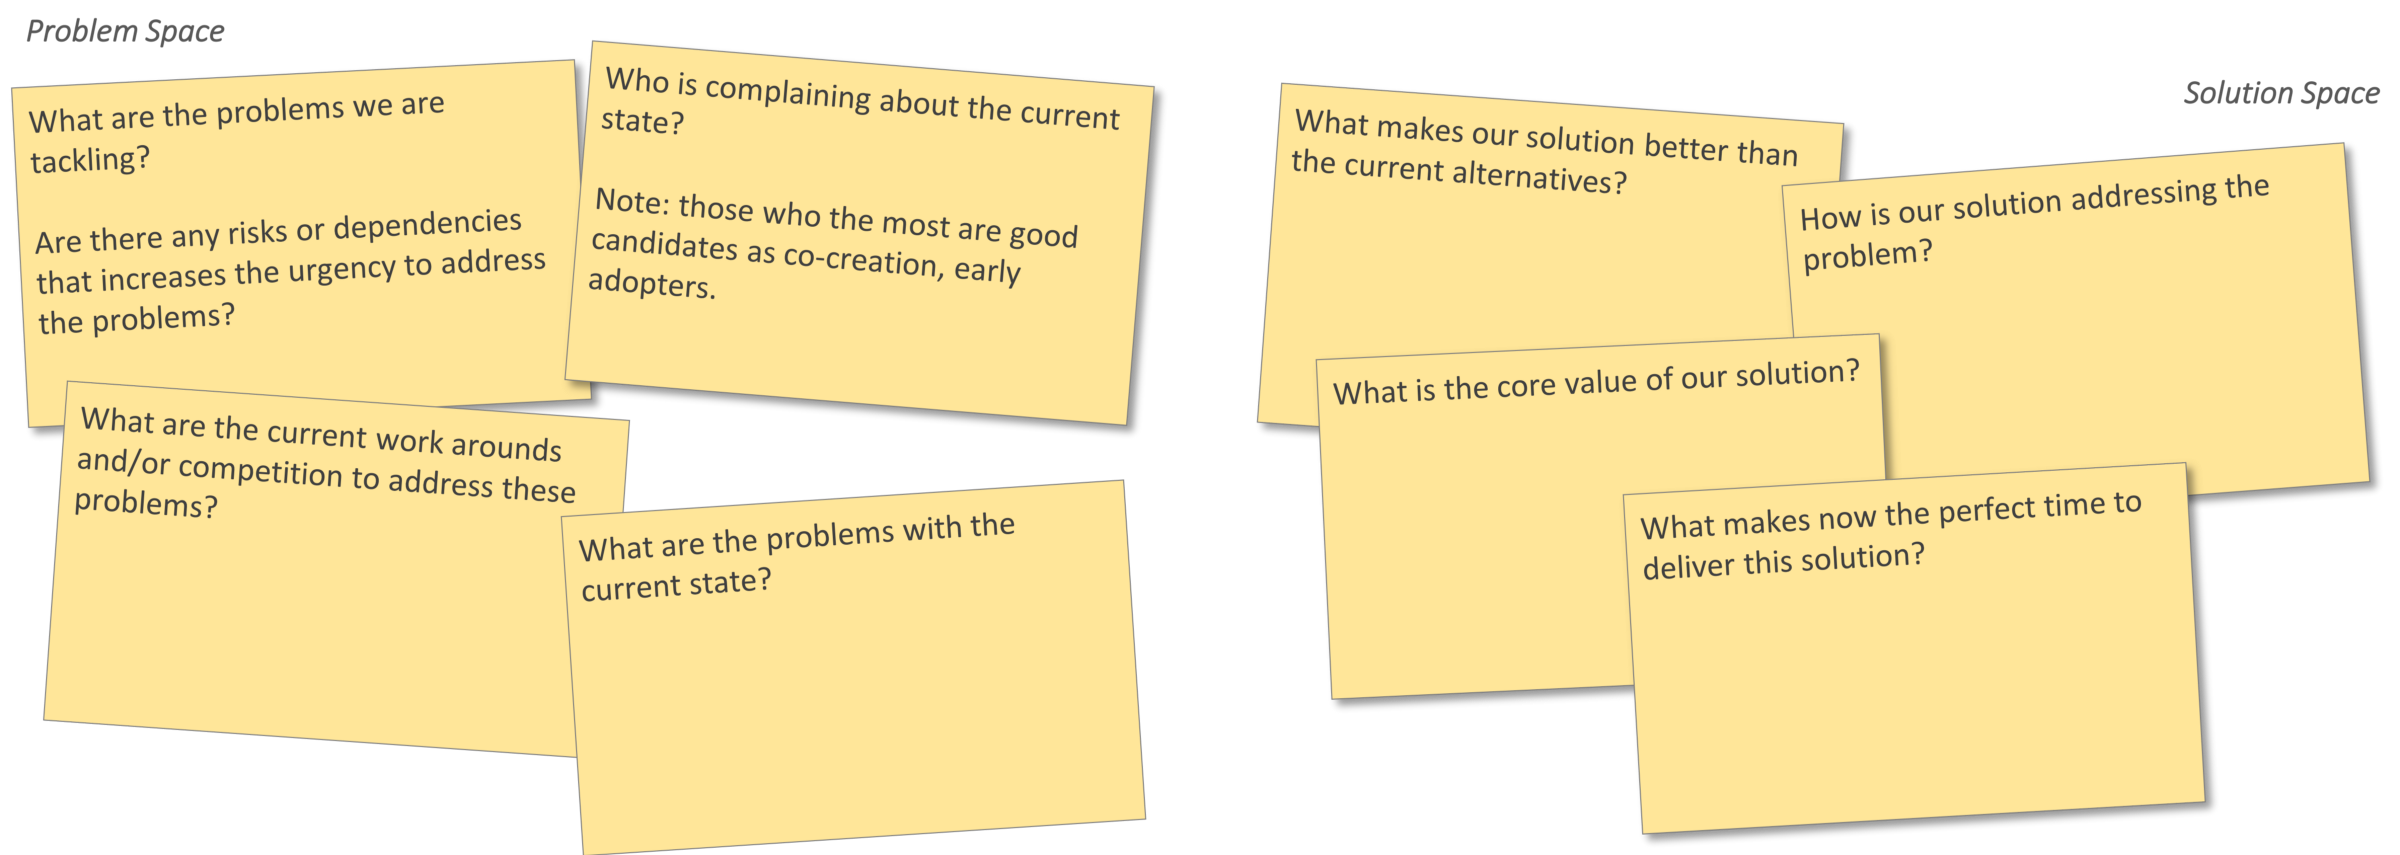 Problem Space
What are the problems we are
tackling?
Are there any risks or dependencies
that increases the urgency to address
the problems?
Who is complaining about the current
state?
Note: those who the most are good
candidates as co-creation, early
adopters.
What are the current work arounds
and/or competition to address these
problems?
What are the problems with the
current state?
Solution Space
What makes our solution better than
the current alternatives?
How is our solution addressing the
problem?
What is the core value of our solution?
What makes now the perfect time to
deliver this solution?